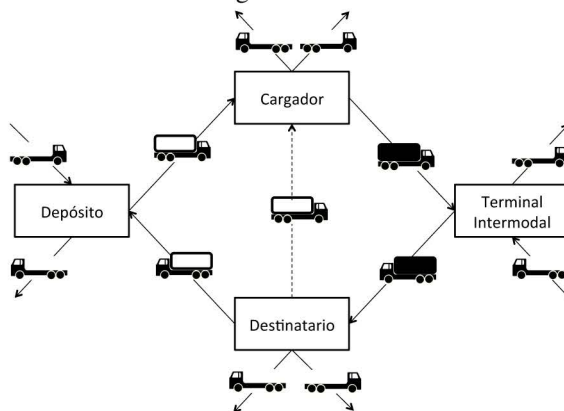 Cargador
Depósito
Terminal
Intermodal
Destinatario